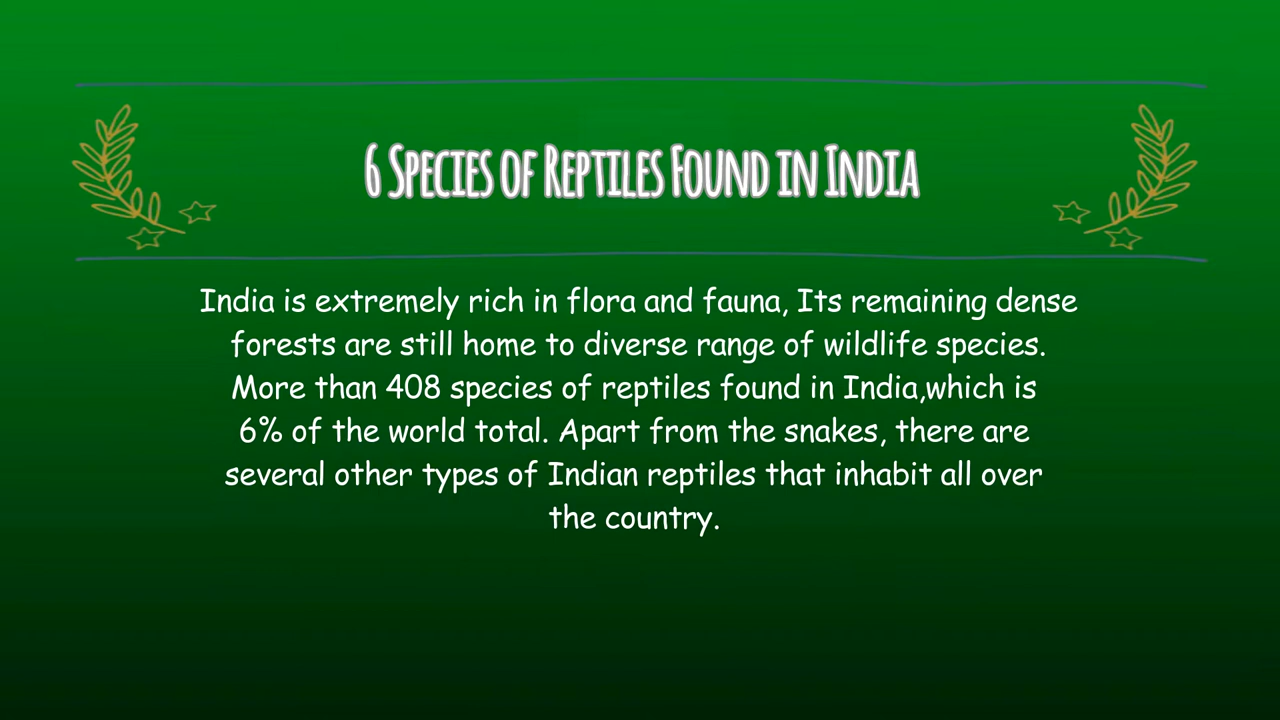 6 Species of Reptiles Found in India
India is extremely rich in flora and fauna, Its remaining dense
forests are still home to diverse range of wildlife species.
More than 408 species of reptiles found in India,which is
6% of the world total. Apart from the snakes, there are
several other types of Indian reptiles that inhabit all over
the country.